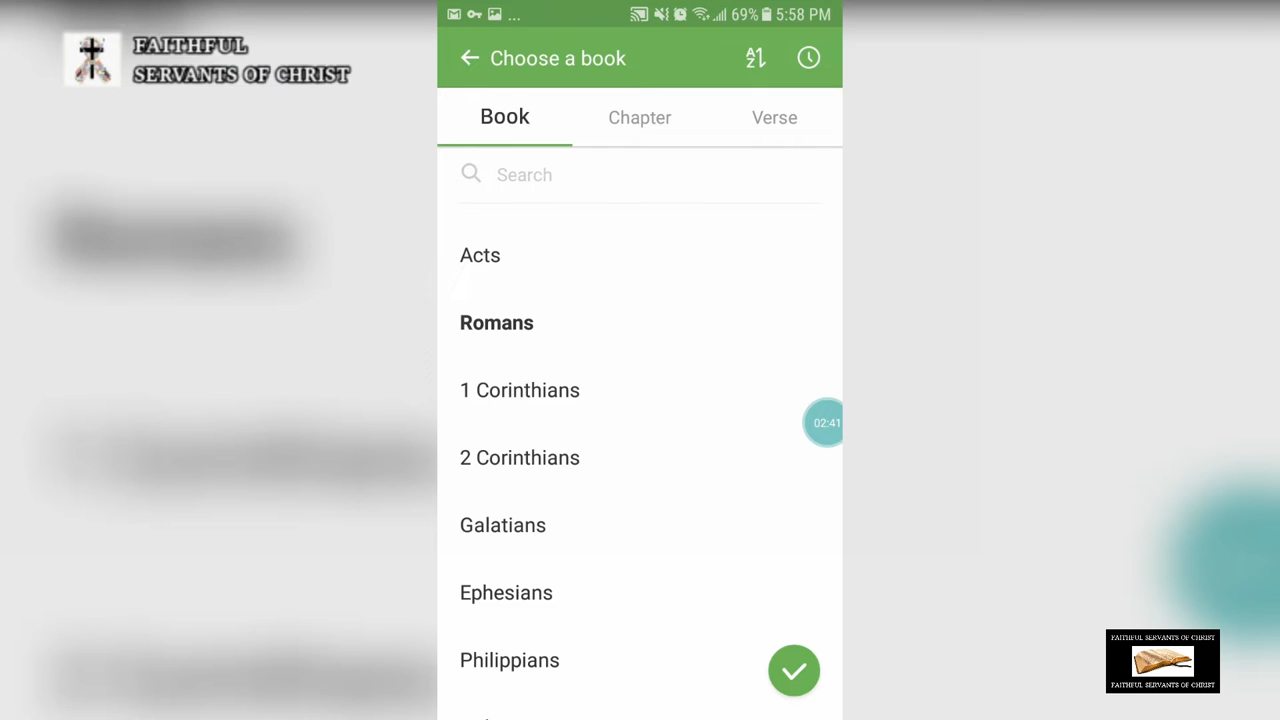 FAITHFUL
SERVANTS OF CHRIST
... 69% 5:58 PM
Choose a book
Book Chapter Verse
Search
Acts
Romans
1 Corinthians
2 Corinthians
Galatians
Ephesians
Philippians
02:41
FAITHFUL SERVANTS OF CHRIST
FAITHFUL SERVANTS OF CHRIST